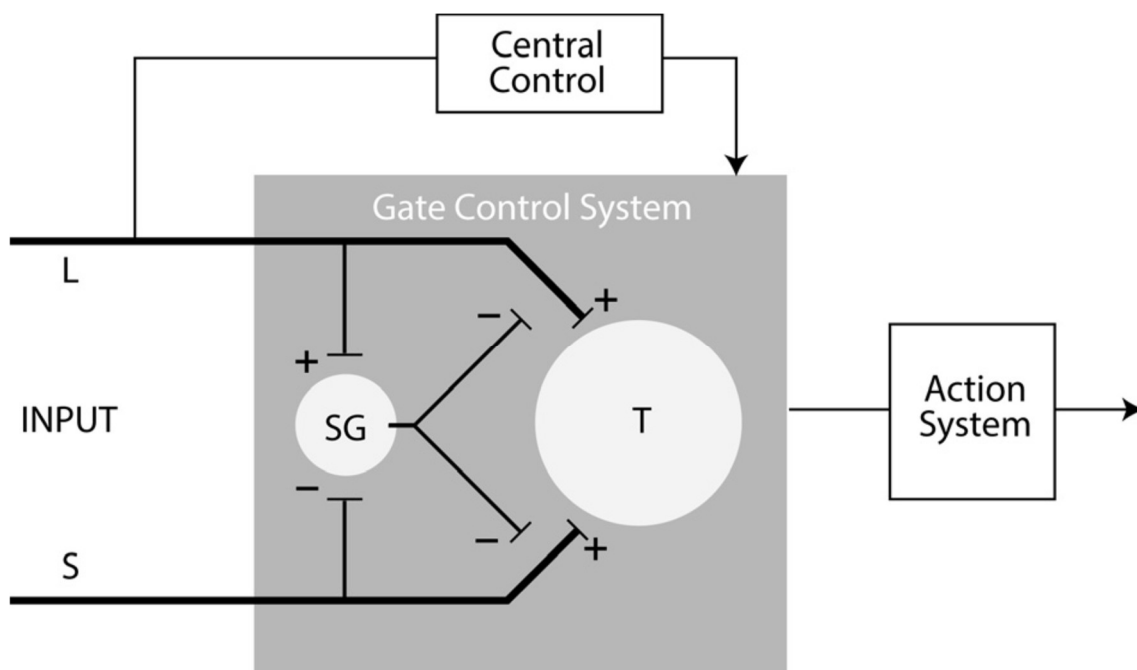 Central
Control
Gate Control System
L
+
-
+
-
SG
T
INPUT
Action
System
-
-
+
S